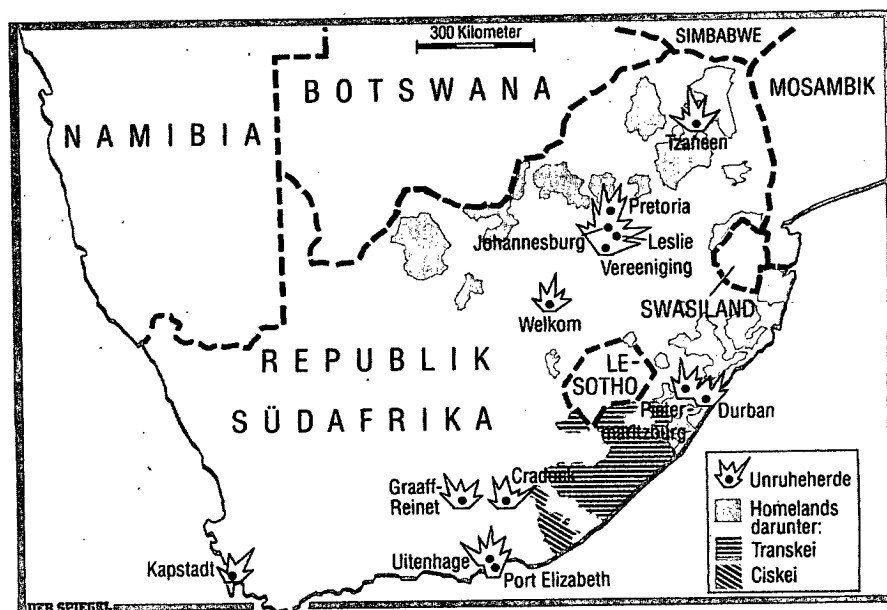 300 Kilometer
SIMBABWE
BOTSWANA
MOSAMBIK
NAMIBIA
Tzaneen
Pretoria
Johannesburg
Leslie
Vereeniging
SWASILAND
Welkom
REPUBLIK
SÜDAFRIKA
LE-
SOTHO
Pieter-
maritzburg
Durban
Graaff-
Reinet
Cradock
Uitenhage
Port Elizabeth
Kapstadt
Unruheherde
Homelands
darunter:
Transkei
Ciskei
DER SPIEGEL